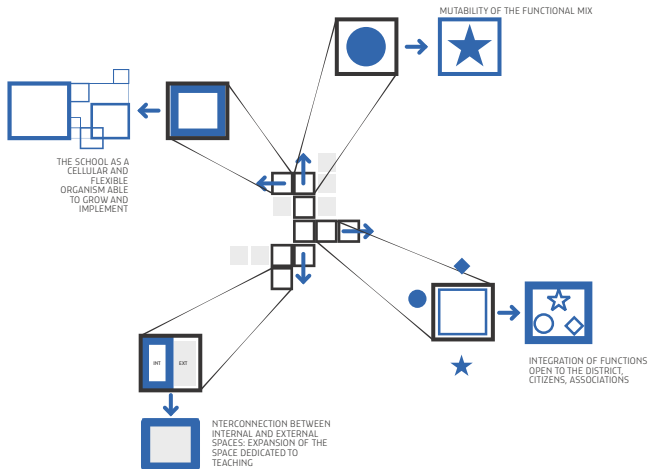 MUTABILITY OF THE FUNCTIONAL MIX
THE SCHOOL AS A
CELLULAR AND
FLEXIBLE
ORGANISM ABLE
TO GROW AND
IMPLEMENT
INTEGRATION OF FUNCTIONS
OPEN TO THE DISTRICT,
CITIZENS, ASSOCIATIONS
INT EXT
NTERCONNECTION BETWEEN
INTERNAL AND EXTERNAL
SPACES: EXPANSION OF THE
SPACE DEDICATED TO
TEACHING